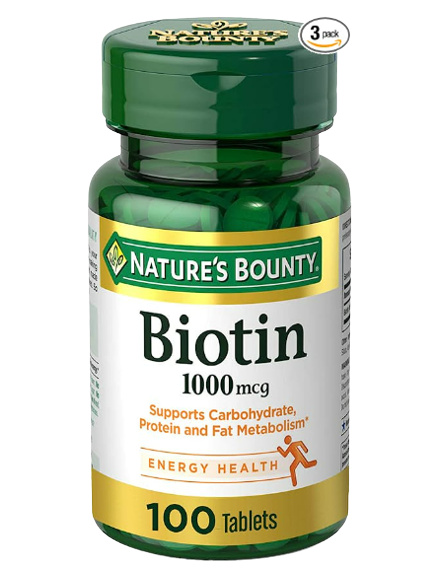 NATURE'S
BOUNTY
3 pack
NATURE'S BOUNTY®
Biotin
1000 mcg
Supports Carbohydrate,
Protein and Fat Metabolism*
ENERGY HEALTH
100 Tablets